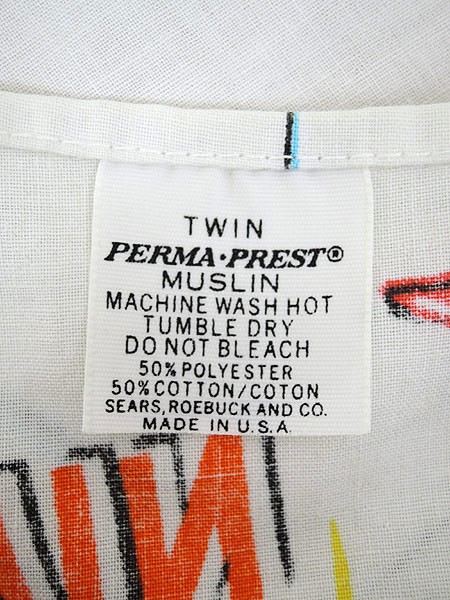 TWIN
PERMA·PREST®
MUSLIN
MACHINE WASH HOT
TUMBLE DRY
DO NOT BLEACH
50% POLYESTER
50% COTTON/COTON
SEARS, ROEBUCK AND CO.
MADE IN U.S.A.